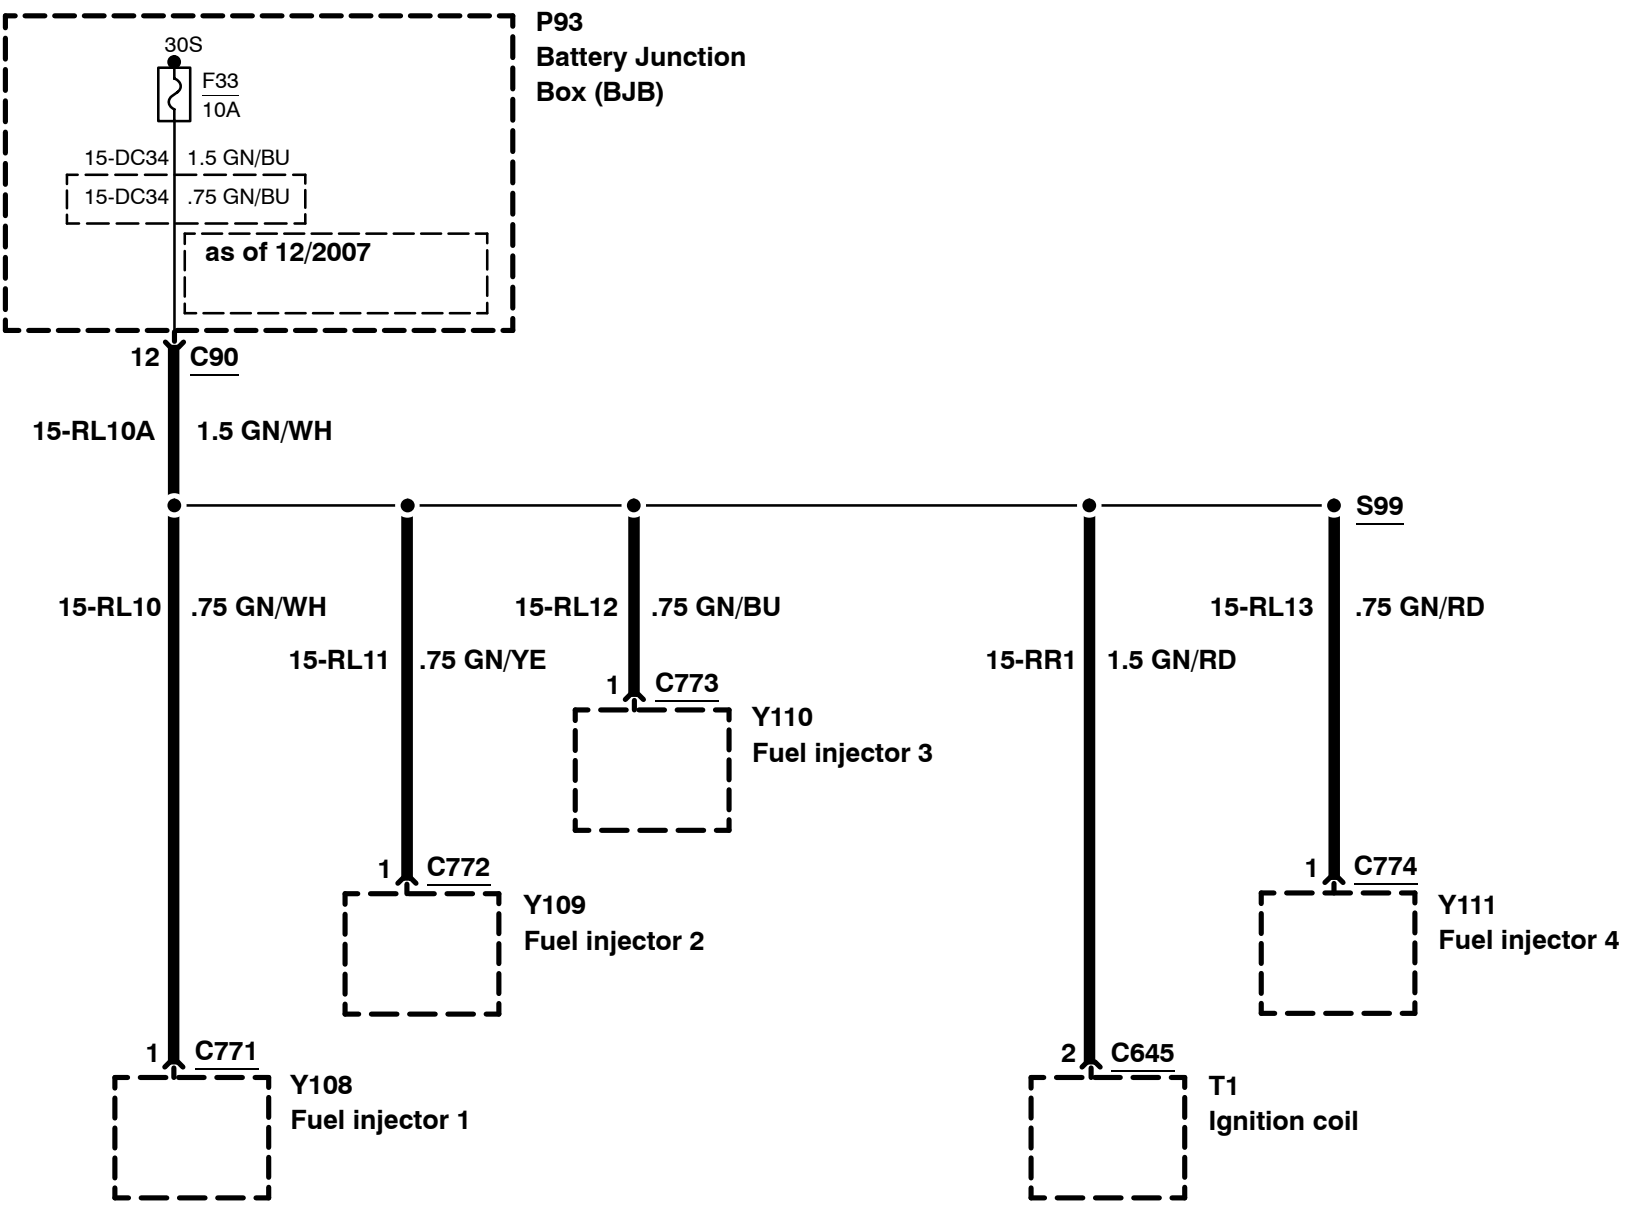 P93
Battery Junction
Box (BJB)
30S
F33
10A
15-DC34 1.5 GN/BU
15-DC34 .75 GN/BU
as of 12/2007
12 C90
15-RL10A 1.5 GN/WH
S99
15-RL10 .75 GN/WH
15-RL12 .75 GN/BU
15-RL13 .75 GN/RD
15-RL11 .75 GN/YE
15-RR1 1.5 GN/RD
1 C773
Y110
Fuel injector 3
1 C772
Y109
Fuel injector 2
1 C774
Y111
Fuel injector 4
1 C771
Y108
Fuel injector 1
2 C645
T1
Ignition coil